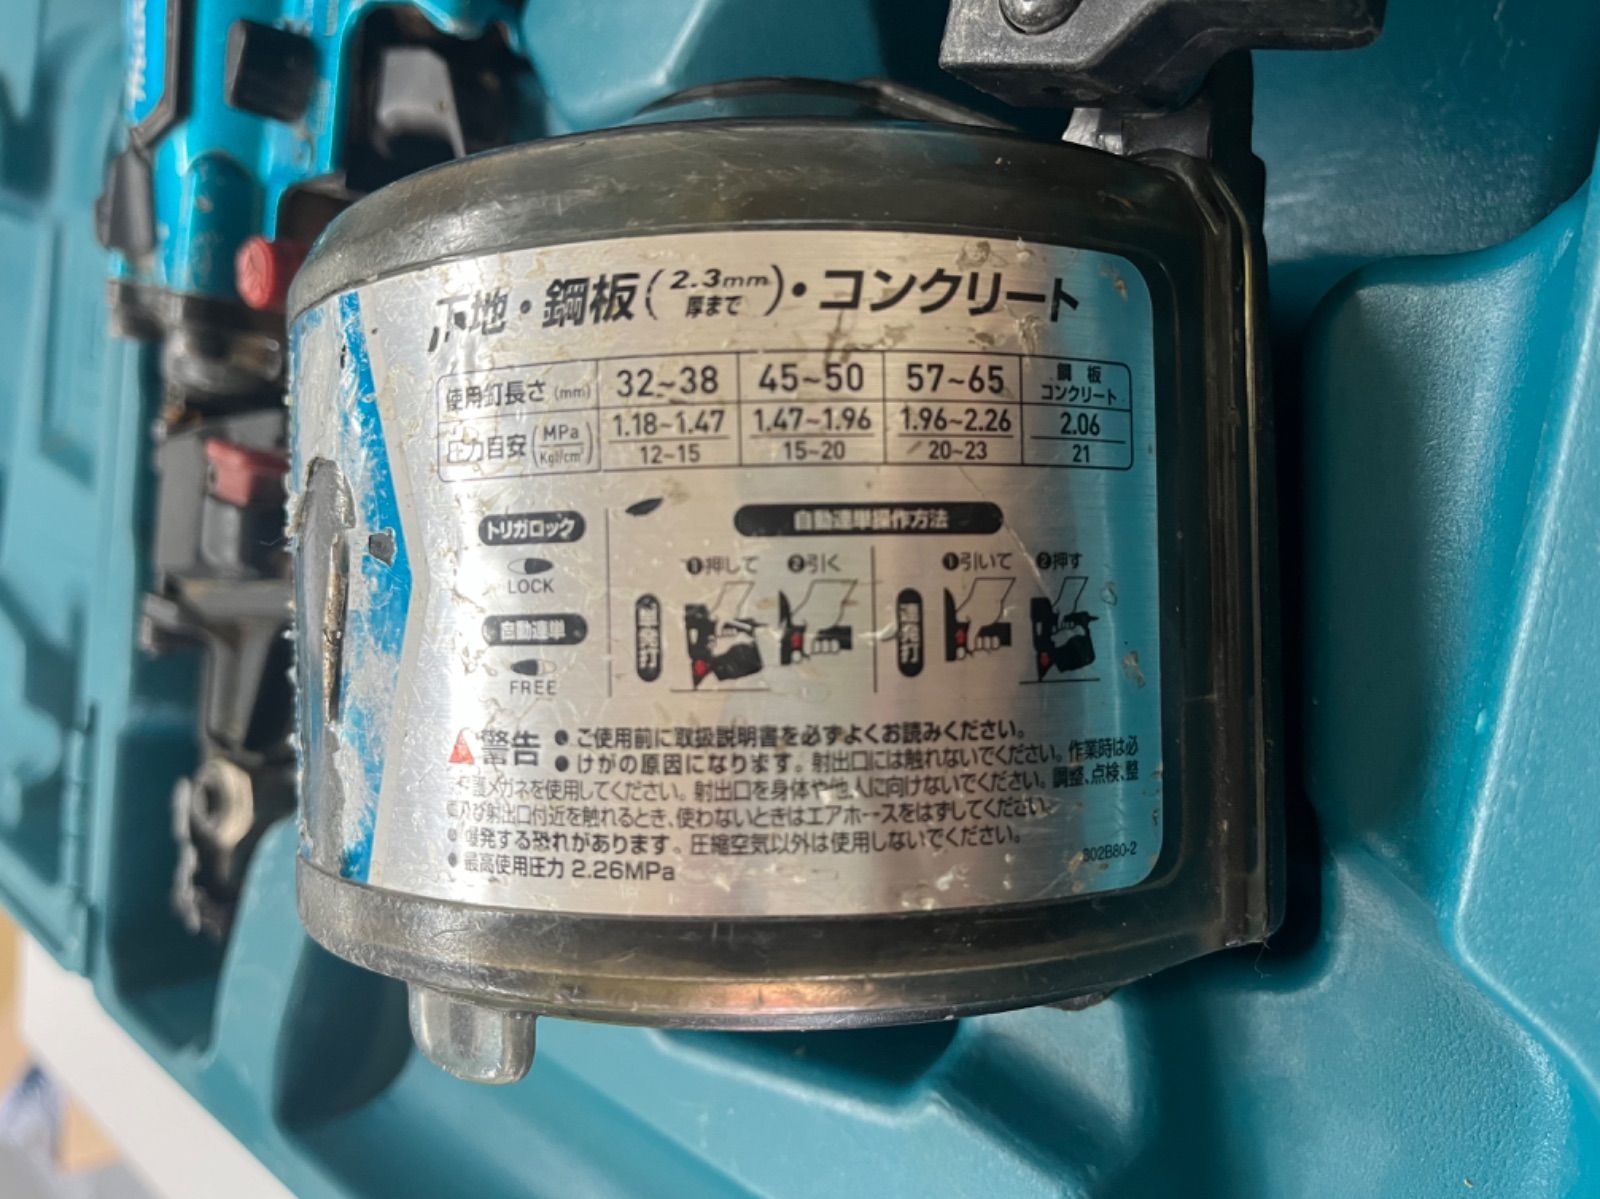 下地・鋼板(2.3mm厚まで)・コンクリート
使用釘長さ(mm) 32~38 45~50 57~65 鋼板コンクリート
圧力目安(MPa 1.18~1.47 1.47~1.96 1.96~2.26 2.06
Kgf/cm²) 12~15 15~20 20~23 21
トリガロック
LOCK
自動連単
FREE
自動連単操作方法
単発打
❶押して ❷引く
連発打
❶引いて ❷押す
警告
● ご使用前に取扱説明書を必ずよくお読みください。
● けがの原因になります。射出口には触れないでください。作業時は必
護メガネを使用してください。射出口を身体や他人に向けないでください。調整、点検、整
及び射出口付近を触れるとき、使わないときはエアホースをはずしてください。
● 爆発する恐れがあります。圧縮空気以外は使用しないでください。
● 最高使用圧力 2.26MPa
802B80-2